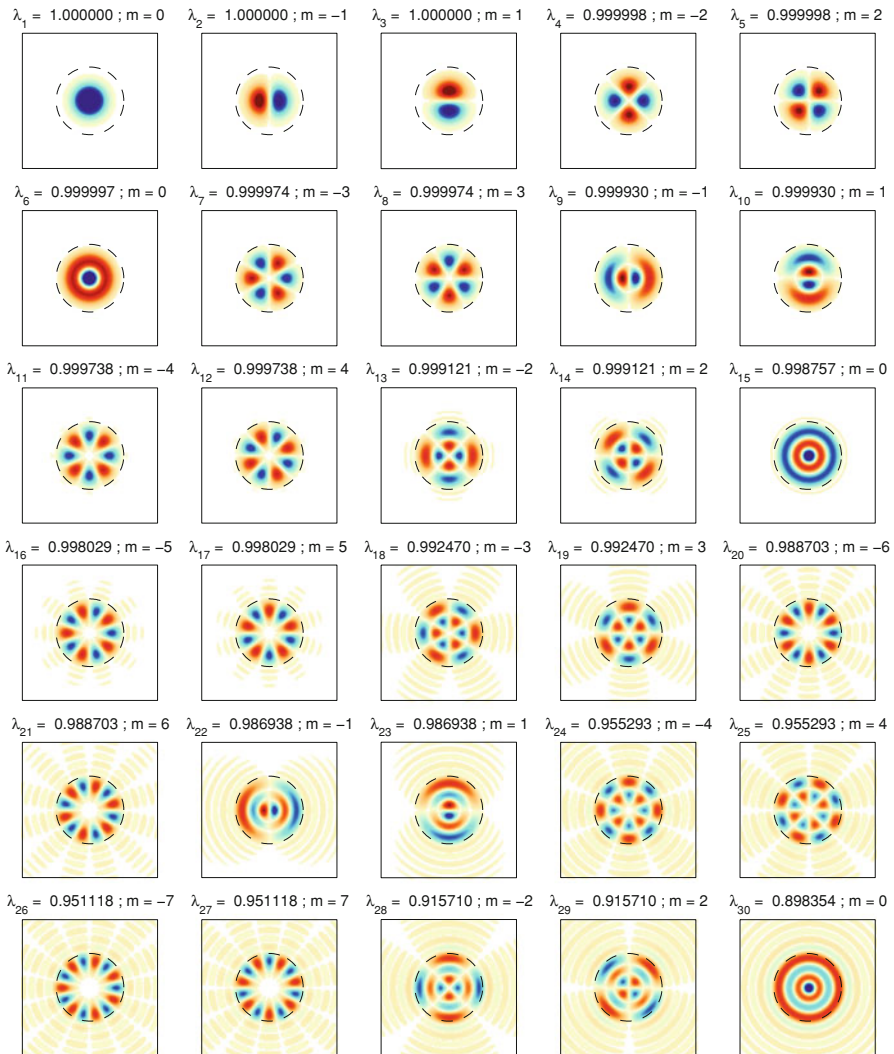 λ1 = 1.000000 ; m = 0 λ2 = 1.000000 ; m = −1 λ3 = 1.000000 ; m = 1 λ4 = 0.999998 ; m = −2 λ5 = 0.999998 ; m = 2
λ6 = 0.999997 ; m = 0 λ7 = 0.999974 ; m = −3 λ8 = 0.999974 ; m = 3 λ9 = 0.999930 ; m = −1 λ10 = 0.999930 ; m = 1
λ11 = 0.999738 ; m = −4 λ12 = 0.999738 ; m = 4 λ13 = 0.999121 ; m = −2 λ14 = 0.999121 ; m = 2 λ15 = 0.998757 ; m = 0
λ16 = 0.998029 ; m = −5 λ17 = 0.998029 ; m = 5 λ18 = 0.992470 ; m = −3 λ19 = 0.992470 ; m = 3 λ20 = 0.988703 ; m = −6
λ21 = 0.988703 ; m = 6 λ22 = 0.986938 ; m = −1 λ23 = 0.986938 ; m = 1 λ24 = 0.955293 ; m = −4 λ25 = 0.955293 ; m = 4
λ26 = 0.951118 ; m = −7 λ27 = 0.951118 ; m = 7 λ28 = 0.915710 ; m = −2 λ29 = 0.915710 ; m = 2 λ30 = 0.898354 ; m = 0